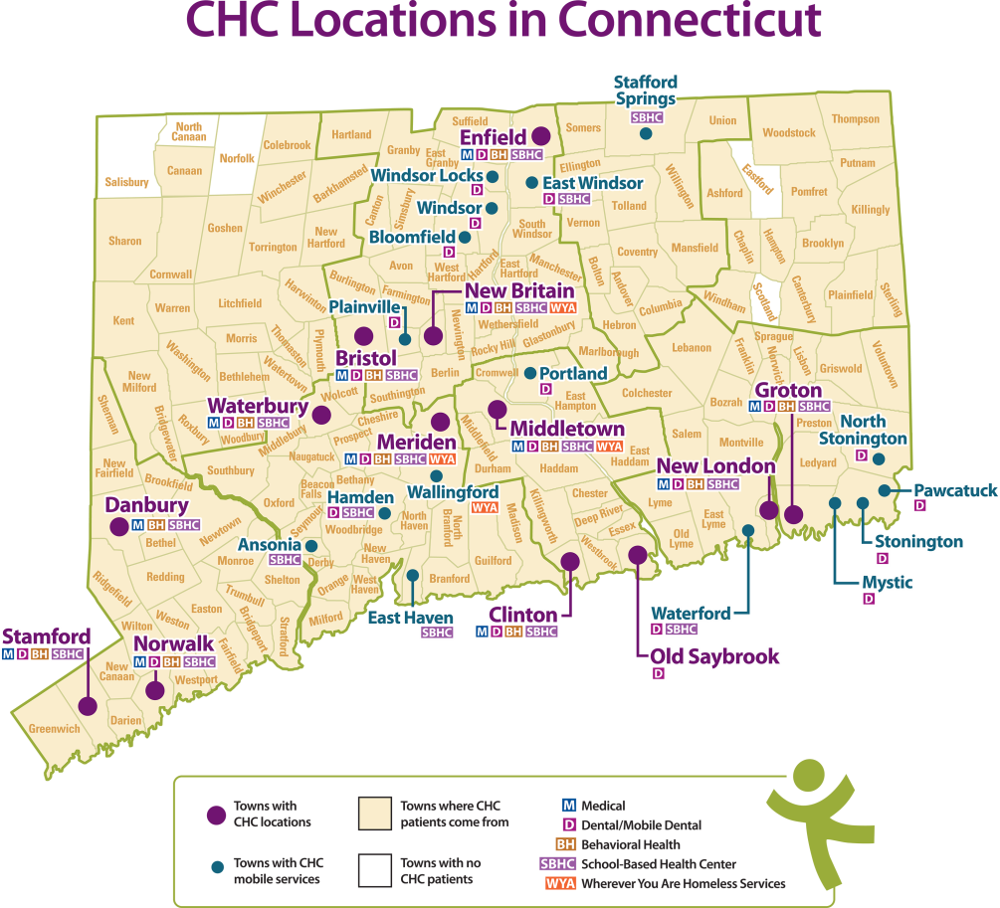 CHC Locations in Connecticut
Stafford
Springs
SBHC
Suffield
Enfield
M D BH SBHC
Somers
Union
Woodstock
Thompson
North
Canaan
Canaan
Norfolk
Colebrook
Hartland
Granby
East
Granby
Salisbury
Winchester
Barkhamsted
Windsor Locks
D
East Windsor
D SBHC
Ellington
Tolland
Willington
Ashford
Eastford
Pomfret
Putnam
Killingly
Canton
Simsbury
Windsor
D
Bloomfield
D
South
Windsor
Vernon
Sharon
Goshen
Torrington
New
Hartford
Coventry
Mansfield
Chaplin
Hampton
Brooklyn
Cornwall
Avon
West
Hartford
Hartford
East
Hartford
Manchester
Bolton
Andover
Columbia
Windham
Scotland
Canterbury
Plainfield
Sterling
Burlington
Farmington
Harwinton
Litchfield
Warren
Kent
Plainville
D
New Britain
M D BH SBHC WYA
Newington
Wethersfield
Rocky Hill
Glastonbury
Hebron
Marlborough
Morris
Thomaston
Plymouth
Bristol
M D BH SBHC
Washington
Bethlehem
Watertown
Lebanon
Franklin
Sprague
Norwich
Lisbon
Griswold
Voluntown
New
Milford
Sherman
Bridgewater
Roxbury
Woodbury
Middlebury
Waterbury
M D BH SBHC
Wolcott
Southington
Berlin
Cromwell
Portland
D
East
Hampton
Colchester
Bozrah
Groton
M D BH SBHC
Preston
North
Stonington
D
Cheshire
Prospect
Meriden
M D BH SBHC WYA
Middlefield
Middletown
M D BH SBHC WYA
East
Haddam
Salem
Montville
Ledyard
New London
M D BH SBHC
New
Fairfield
Brookfield
Southbury
Naugatuck
Beacon
Falls
Bethany
Wallingford
WYA
Durham
Haddam
Danbury
M BH SBHC
Bethel
Newtown
Oxford
Seymour
Hamden
D SBHC
Woodbridge
North
Haven
North
Branford
Madison
Killingworth
Chester
Deep River
Essex
Westbrook
Lyme
Old
Lyme
East
Lyme
Pawcatuck
D
Stonington
D
Mystic
D
Ansonia
SBHC
Derby
Monroe
Shelton
New
Haven
West
Haven
Orange
Milford
Branford
Guilford
East Haven
SBHC
Clinton
M D BH SBHC
Waterford
D SBHC
Old Saybrook
D
Ridgefield
Redding
Easton
Trumbull
Bridgeport
Stratford
Fairfield
Weston
Wilton
Westport
Stamford
M D BH SBHC
Norwalk
M D BH SBHC
New
Canaan
Darien
Greenwich
Towns with
CHC locations
Towns with CHC
mobile services
Towns where CHC
patients come from
Towns with no
CHC patients
M Medical
D Dental/Mobile Dental
BH Behavioral Health
SBHC School-Based Health Center
WYA Wherever You Are Homeless Services